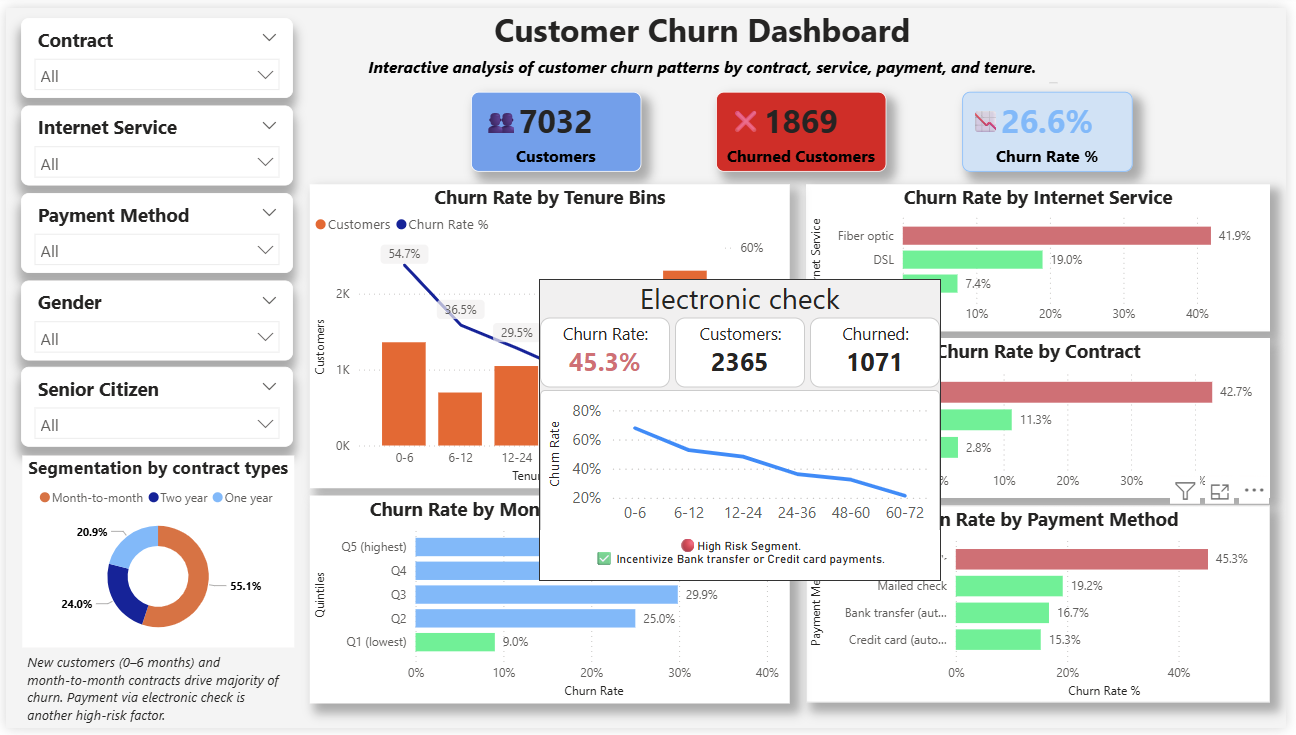 Customer Churn Dashboard
Interactive analysis of customer churn patterns by contract, service, payment, and tenure.
Contract
All
Internet Service
All
Payment Method
All
Gender
All
Senior Citizen
All
7032
Customers
1869
Churned Customers
26.6%
Churn Rate %
Segmentation by contract types
Month-to-month Two year One year
20.9%
55.1%
24.0%
New customers (0–6 months) and
month-to-month contracts drive majority of
churn. Payment via electronic check is
another high-risk factor.
Churn Rate by Tenure Bins
Customers Churn Rate %
54.7%
60%
36.5%
29.5%
2K
1K
0K
Customers
0-6 6-12 12-24
Tenur
Churn Rate by Internet Service
net Service
Fiber optic 41.9%
DSL 19.0%
7.4%
10% 20% 30% 40%
Electronic check
Churn Rate: Customers: Churned:
45.3% 2365 1071
Churn Rate
80%
60%
40%
20%
0-6 6-12 12-24 24-36 48-60 60-72
High Risk Segment.
Incentivize Bank transfer or Credit card payments.
Churn Rate by Contract
42.7%
11.3%
2.8%
% 10% 20% 30%
Churn Rate by Mon
Quintiles
Q5 (highest)
Q4
Q3 29.9%
Q2 25.0%
Q1 (lowest) 9.0%
0% 10% 20% 30% 40%
Churn Rate
n Rate by Payment Method
Payment Me
45.3%
Mailed check 19.2%
Bank transfer (aut... 16.7%
Credit card (auto... 15.3%
0% 20% 40%
Churn Rate %